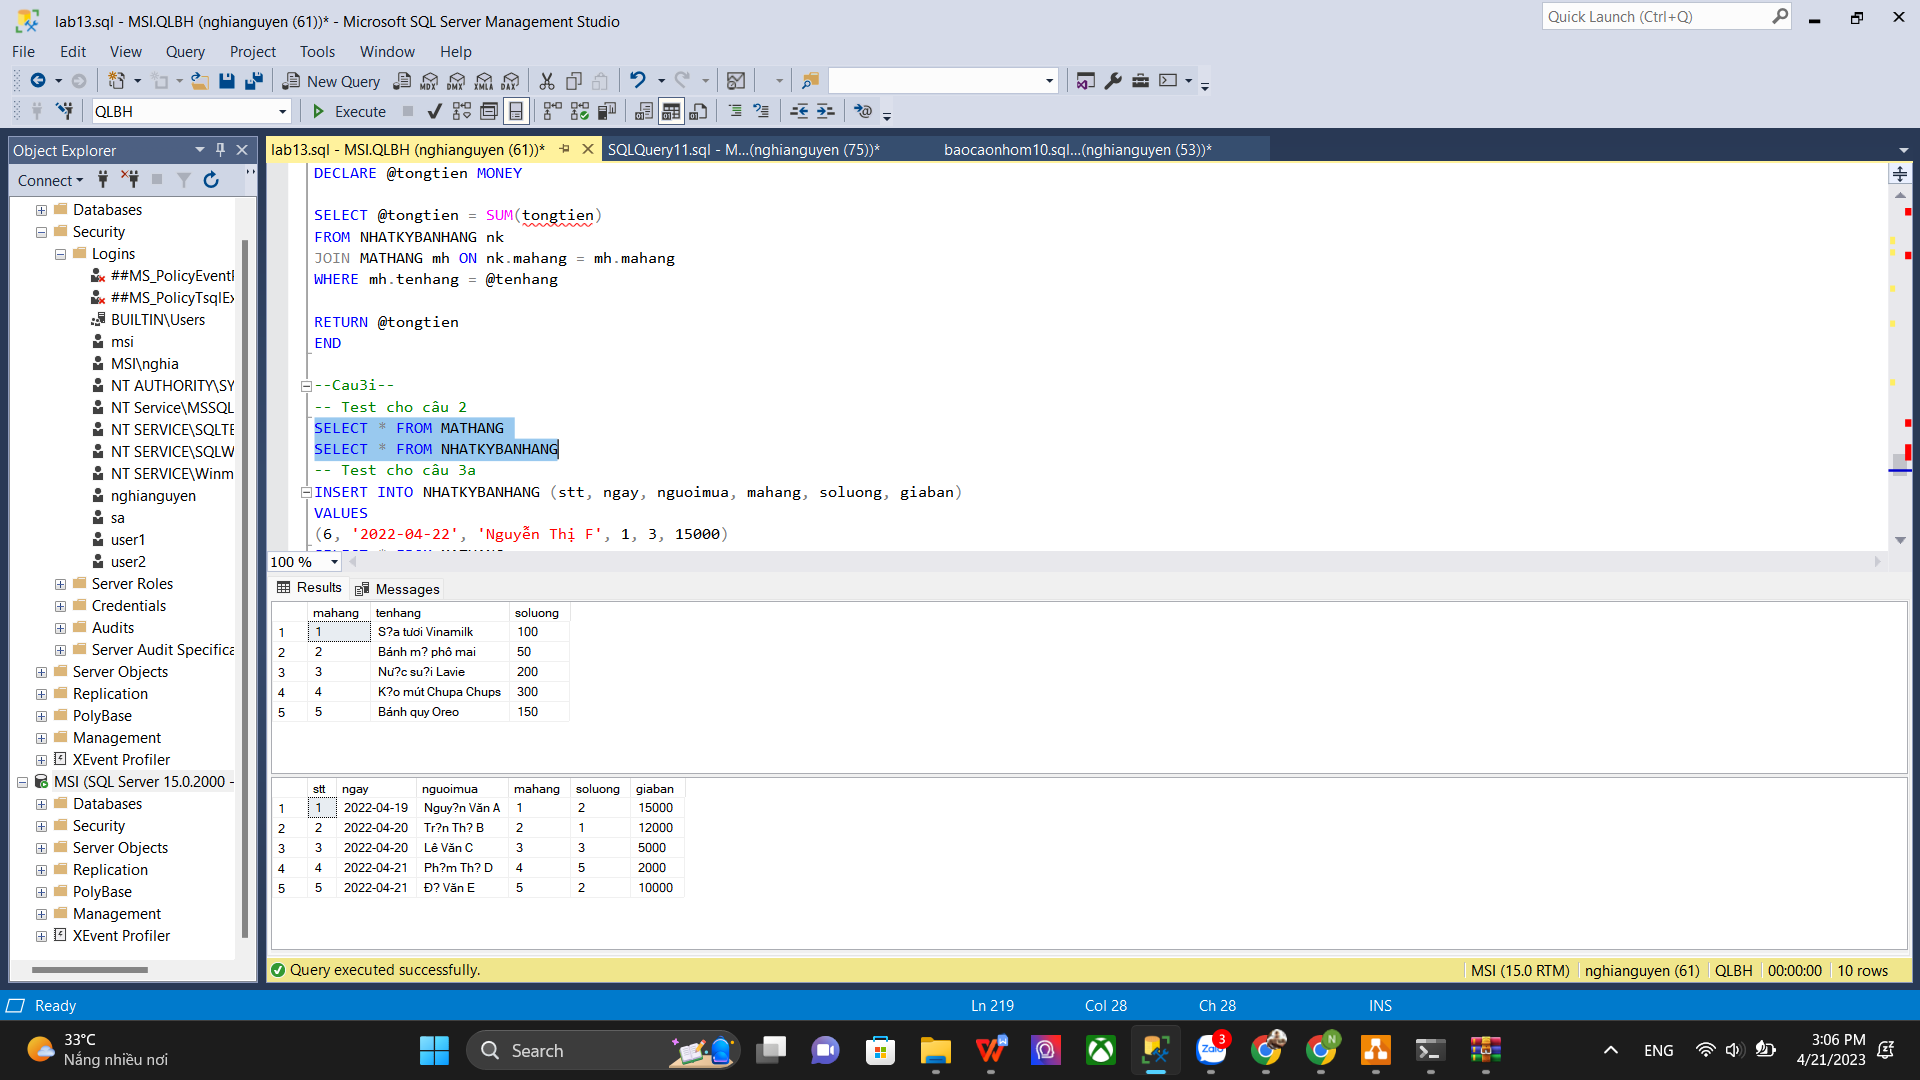 lab13.sql - MSI.QLBH (nghianguyen (61))* - Microsoft SQL Server Management Studio
Quick Launch (Ctrl+Q)
File Edit View Query Project Tools Window Help
New Query
MDX DMX XMLA DAX
QLBH
Execute
Object Explorer
Connect
Databases
Security
Logins
##MS_PolicyEventP
##MS_PolicyTsqlEx
BUILTIN\Users
msi
MSI\nghia
NT AUTHORITY\SY
NT Service\MSSQL
NT SERVICE\SQLTE
NT SERVICE\SQLW
NT SERVICE\Winm
nghianguyen
sa
user1
user2
Server Roles
Credentials
Audits
Server Audit Specifica
Server Objects
Replication
PolyBase
Management
XEvent Profiler
MSI (SQL Server 15.0.2000 -
Databases
Security
Server Objects
Replication
PolyBase
Management
XEvent Profiler
lab13.sql - MSI.QLBH (nghianguyen (61))*
SQLQuery11.sql - M...(nghianguyen (75))*
baocaonhom10.sql...(nghianguyen (53))*
DECLARE @tongtien MONEY
SELECT @tongtien = SUM(tongtien)
FROM NHATKYBANHANG nk
JOIN MATHANG mh ON nk.mahang = mh.mahang
WHERE mh.tenhang = @tenhang
RETURN @tongtien
END
--Cau3i--
-- Test cho câu 2
SELECT * FROM MATHANG
SELECT * FROM NHATKYBANHANG
-- Test cho câu 3a
INSERT INTO NHATKYBANHANG (stt, ngay, nguoimua, mahang, soluong, giaban)
VALUES
(6, '2022-04-22', 'Nguyễn Thị F', 1, 3, 15000)
SELECT * FROM MATHANG
100 %
Results Messages
mahang tenhang soluong
1 1 S?a tươi Vinamilk 100
2 2 Bánh m? phô mai 50
3 3 Nư?c su?i Lavie 200
4 4 K?o mút Chupa Chups 300
5 5 Bánh quy Oreo 150
stt ngay nguoimua mahang soluong giaban
1 1 2022-04-19 Nguy?n Văn A 1 2 15000
2 2 2022-04-20 Tr?n Th? B 2 1 12000
3 3 2022-04-20 Lê Văn C 3 3 5000
4 4 2022-04-21 Ph?m Th? D 4 5 2000
5 5 2022-04-21 Đ? Văn E 5 2 10000
Query executed successfully.
MSI (15.0 RTM) nghianguyen (61) QLBH 00:00:00 10 rows
Ready Ln 219 Col 28 Ch 28 INS
33°C
Nắng nhiều nơi
Search
Zalo
3
N
ENG
3:06 PM
4/21/2023